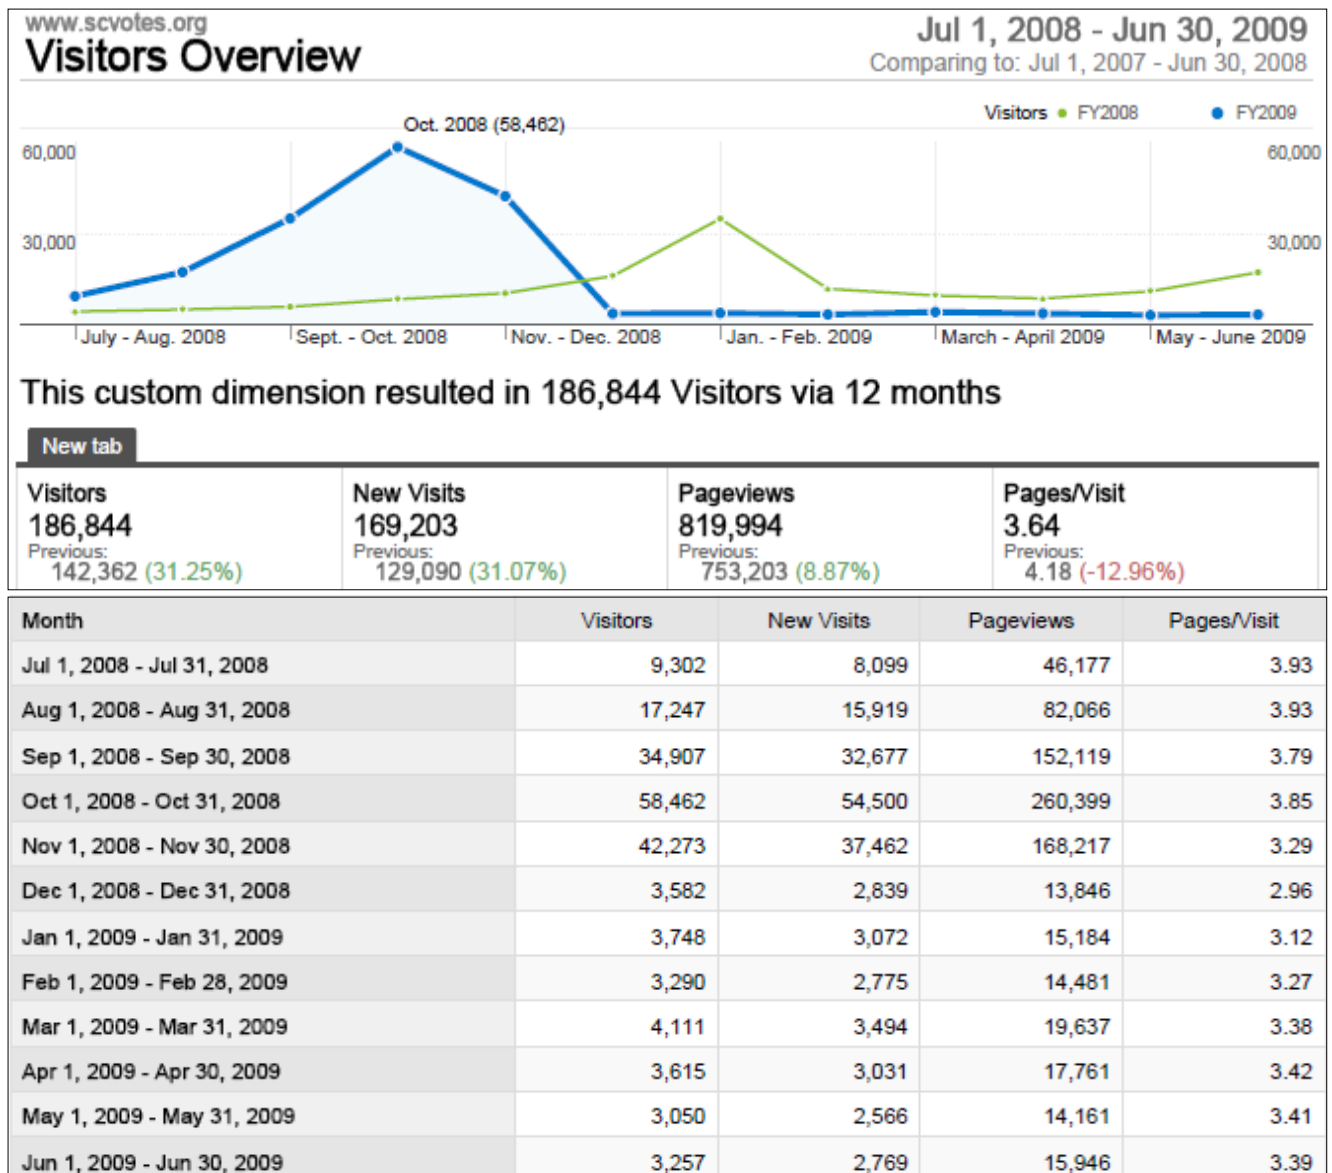 www.scvotes.org
Visitors Overview
Jul 1, 2008 - Jun 30, 2009
Comparing to: Jul 1, 2007 - Jun 30, 2008
Visitors FY2008 FY2009
Oct. 2008 (58,462)
60,000 60,000
30,000 30,000
July - Aug. 2008 Sept. - Oct. 2008 Nov. - Dec. 2008 Jan. - Feb. 2009 March - April 2009 May - June 2009
This custom dimension resulted in 186,844 Visitors via 12 months
New tab
Visitors New Visits Pageviews Pages/Visit
186,844 169,203 819,994 3.64
Previous: Previous: Previous: Previous:
142,362 (31.25%) 129,090 (31.07%) 753,203 (8.87%) 4.18 (-12.96%)
Month Visitors New Visits Pageviews Pages/Visit
Jul 1, 2008 - Jul 31, 2008 9,302 8,099 46,177 3.93
Aug 1, 2008 - Aug 31, 2008 17,247 15,919 82,066 3.93
Sep 1, 2008 - Sep 30, 2008 34,907 32,677 152,119 3.79
Oct 1, 2008 - Oct 31, 2008 58,462 54,500 260,399 3.85
Nov 1, 2008 - Nov 30, 2008 42,273 37,462 168,217 3.29
Dec 1, 2008 - Dec 31, 2008 3,582 2,839 13,846 2.96
Jan 1, 2009 - Jan 31, 2009 3,748 3,072 15,184 3.12
Feb 1, 2009 - Feb 28, 2009 3,290 2,775 14,481 3.27
Mar 1, 2009 - Mar 31, 2009 4,111 3,494 19,637 3.38
Apr 1, 2009 - Apr 30, 2009 3,615 3,031 17,761 3.42
May 1, 2009 - May 31, 2009 3,050 2,566 14,161 3.41
Jun 1, 2009 - Jun 30, 2009 3,257 2,769 15,946 3.39